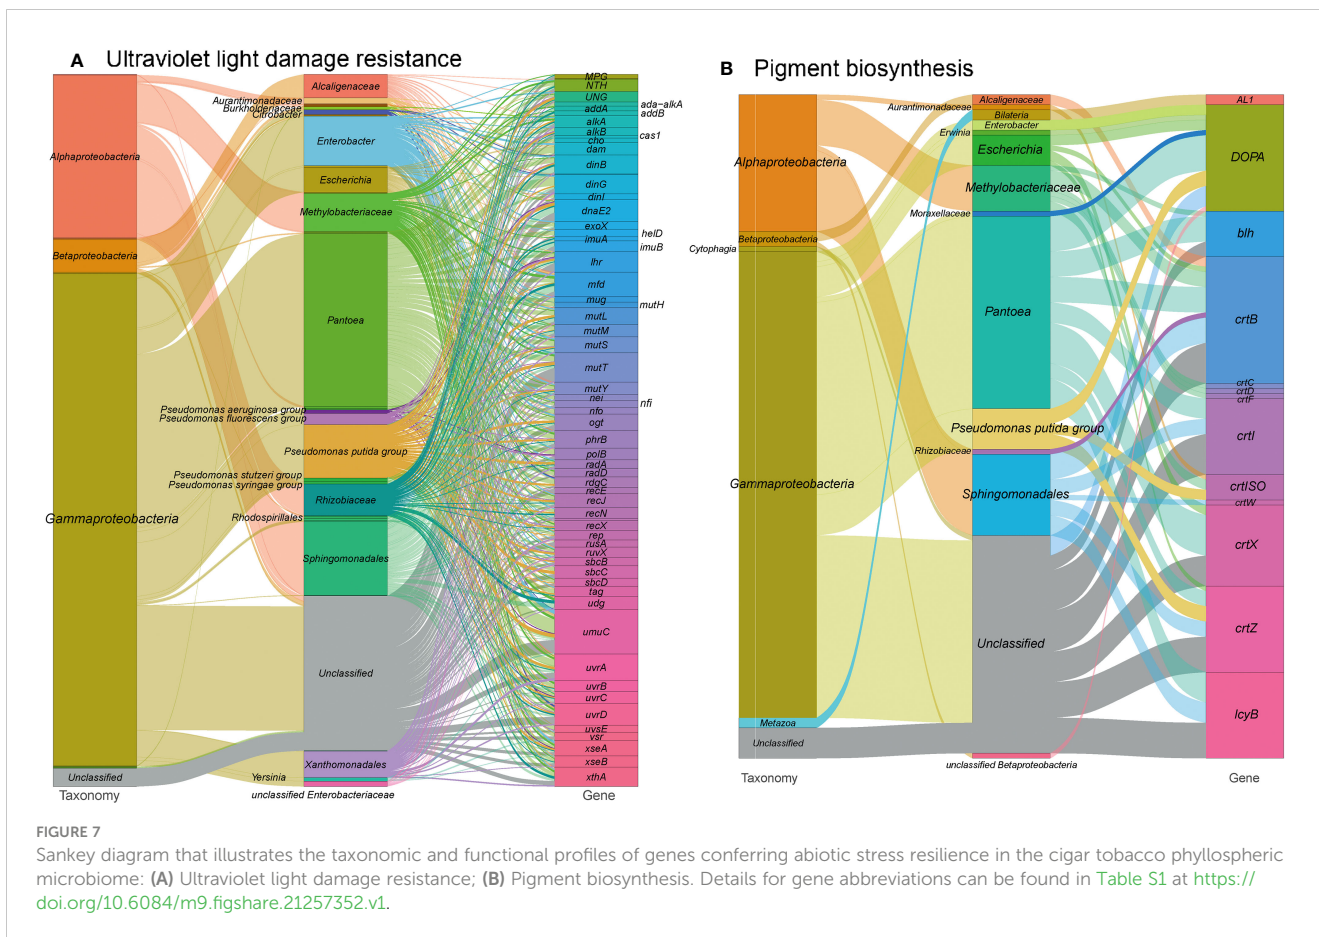 A Ultraviolet light damage resistance
Alphaproteobacteria
Betaproteobacteria
Gammaproteobacteria
Unclassified
Taxonomy
Alcaligenaceae
Aurantimonadaceae
Burkholderiaceae
Citrobacter
Enterobacter
Escherichia
Methylobacteriaceae
Pantoea
Pseudomonas aeruginosa group
Pseudomonas fluorescens group
Pseudomonas putida group
Pseudomonas stutzeri group
Pseudomonas syringae group
Rhizobiaceae
Rhodospirillales
Sphingomonadales
Unclassified
Xanthomonadales
Yersinia
unclassified Enterobacteriaceae
MPG
NTH
UNG
ada-alkA
addA
addB
alkA
alkB
cas1
cho
dam
dinB
dinG
dinI
dnaE2
exoX
helD
imuA
imuB
lhr
mfd
mug
mutH
mutL
mutM
mutS
mutT
mutY
nei
nfi
nfo
ogt
phrB
polB
radA
radD
rdgC
recE
recJ
recN
recX
rep
rusA
ruvX
sbcB
sbcC
sbcD
tag
udg
umuC
uvrA
uvrB
uvrC
uvrD
uvsE
vsr
xseA
xseB
xthA
Gene
B Pigment biosynthesis
Alphaproteobacteria
Betaproteobacteria
Cytophagia
Gammaproteobacteria
Metazoa
Unclassified
Taxonomy
Alcaligenaceae
Aurantimonadaceae
Bilateria
Enterobacter
Erwinia
Escherichia
Methylobacteriaceae
Moraxellaceae
Pantoea
Pseudomonas putida group
Rhizobiaceae
Sphingomonadales
Unclassified
unclassified Betaproteobacteria
AL1
DOPA
blh
crtB
crtC
crtD
crtF
crtI
crtISO
crtW
crtX
crtZ
lcyB
Gene
FIGURE 7
Sankey diagram that illustrates the taxonomic and functional profiles of genes conferring abiotic stress resilience in the cigar tobacco phyllospheric
microbiome: (A) Ultraviolet light damage resistance; (B) Pigment biosynthesis. Details for gene abbreviations can be found in Table S1 at https://
doi.org/10.6084/m9.figshare.21257352.v1.